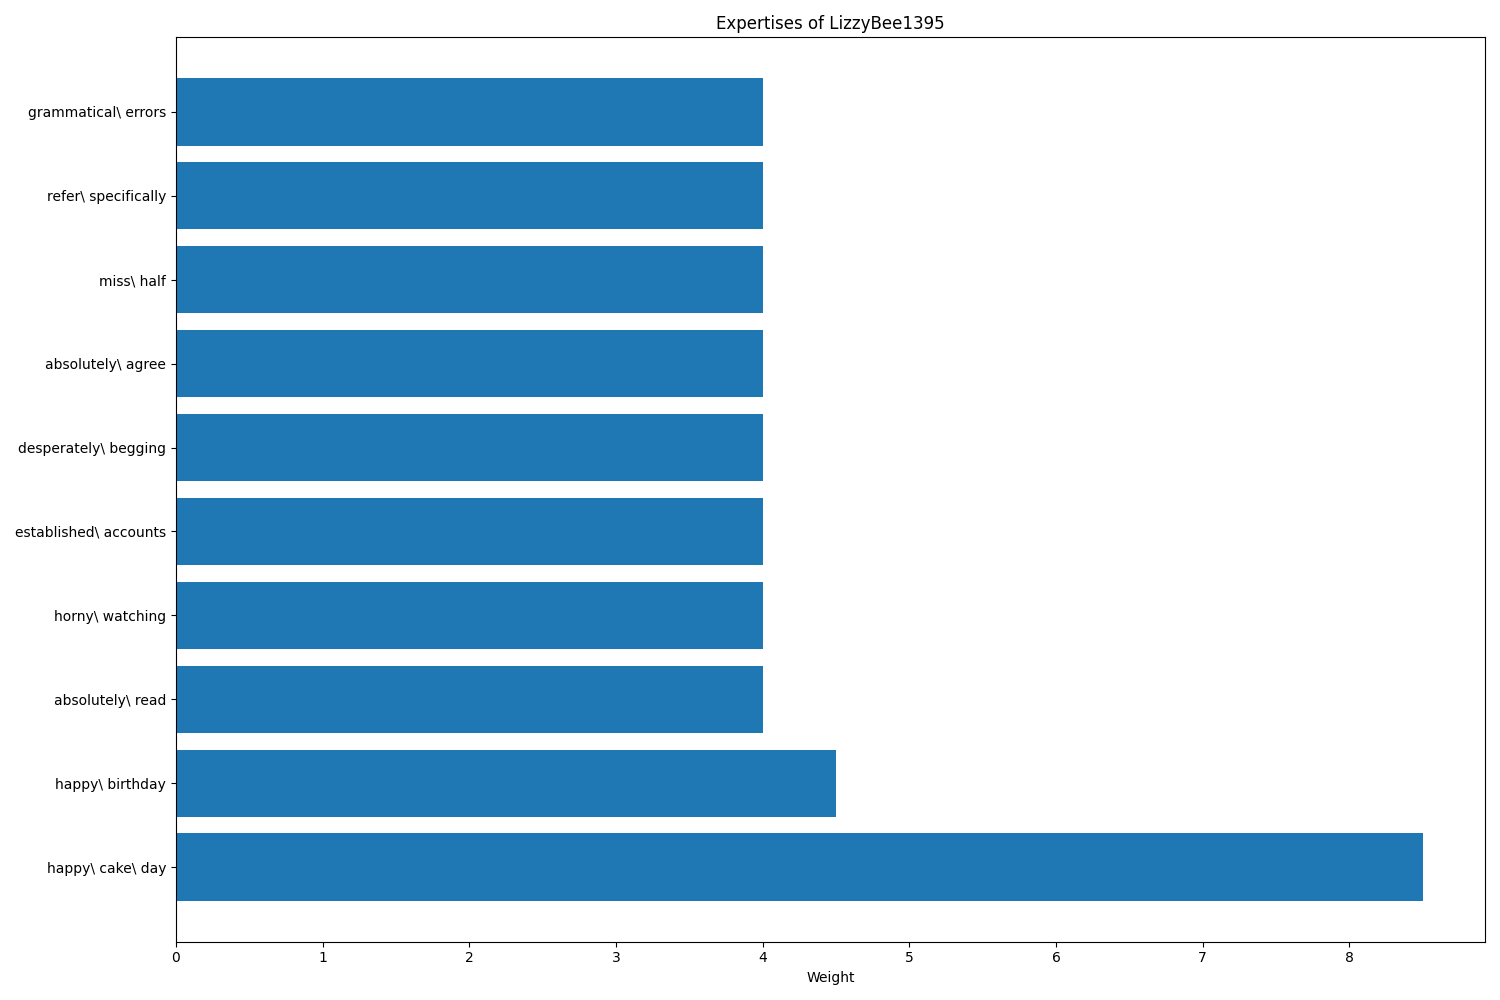 Expertises of LizzyBee1395
grammatical\ errors
refer\ specifically
miss\ half
absolutely\ agree
desperately\ begging
established\ accounts
horny\ watching
absolutely\ read
happy\ birthday
happy\ cake\ day
0 1 2 3 4 5 6 7 8
Weight